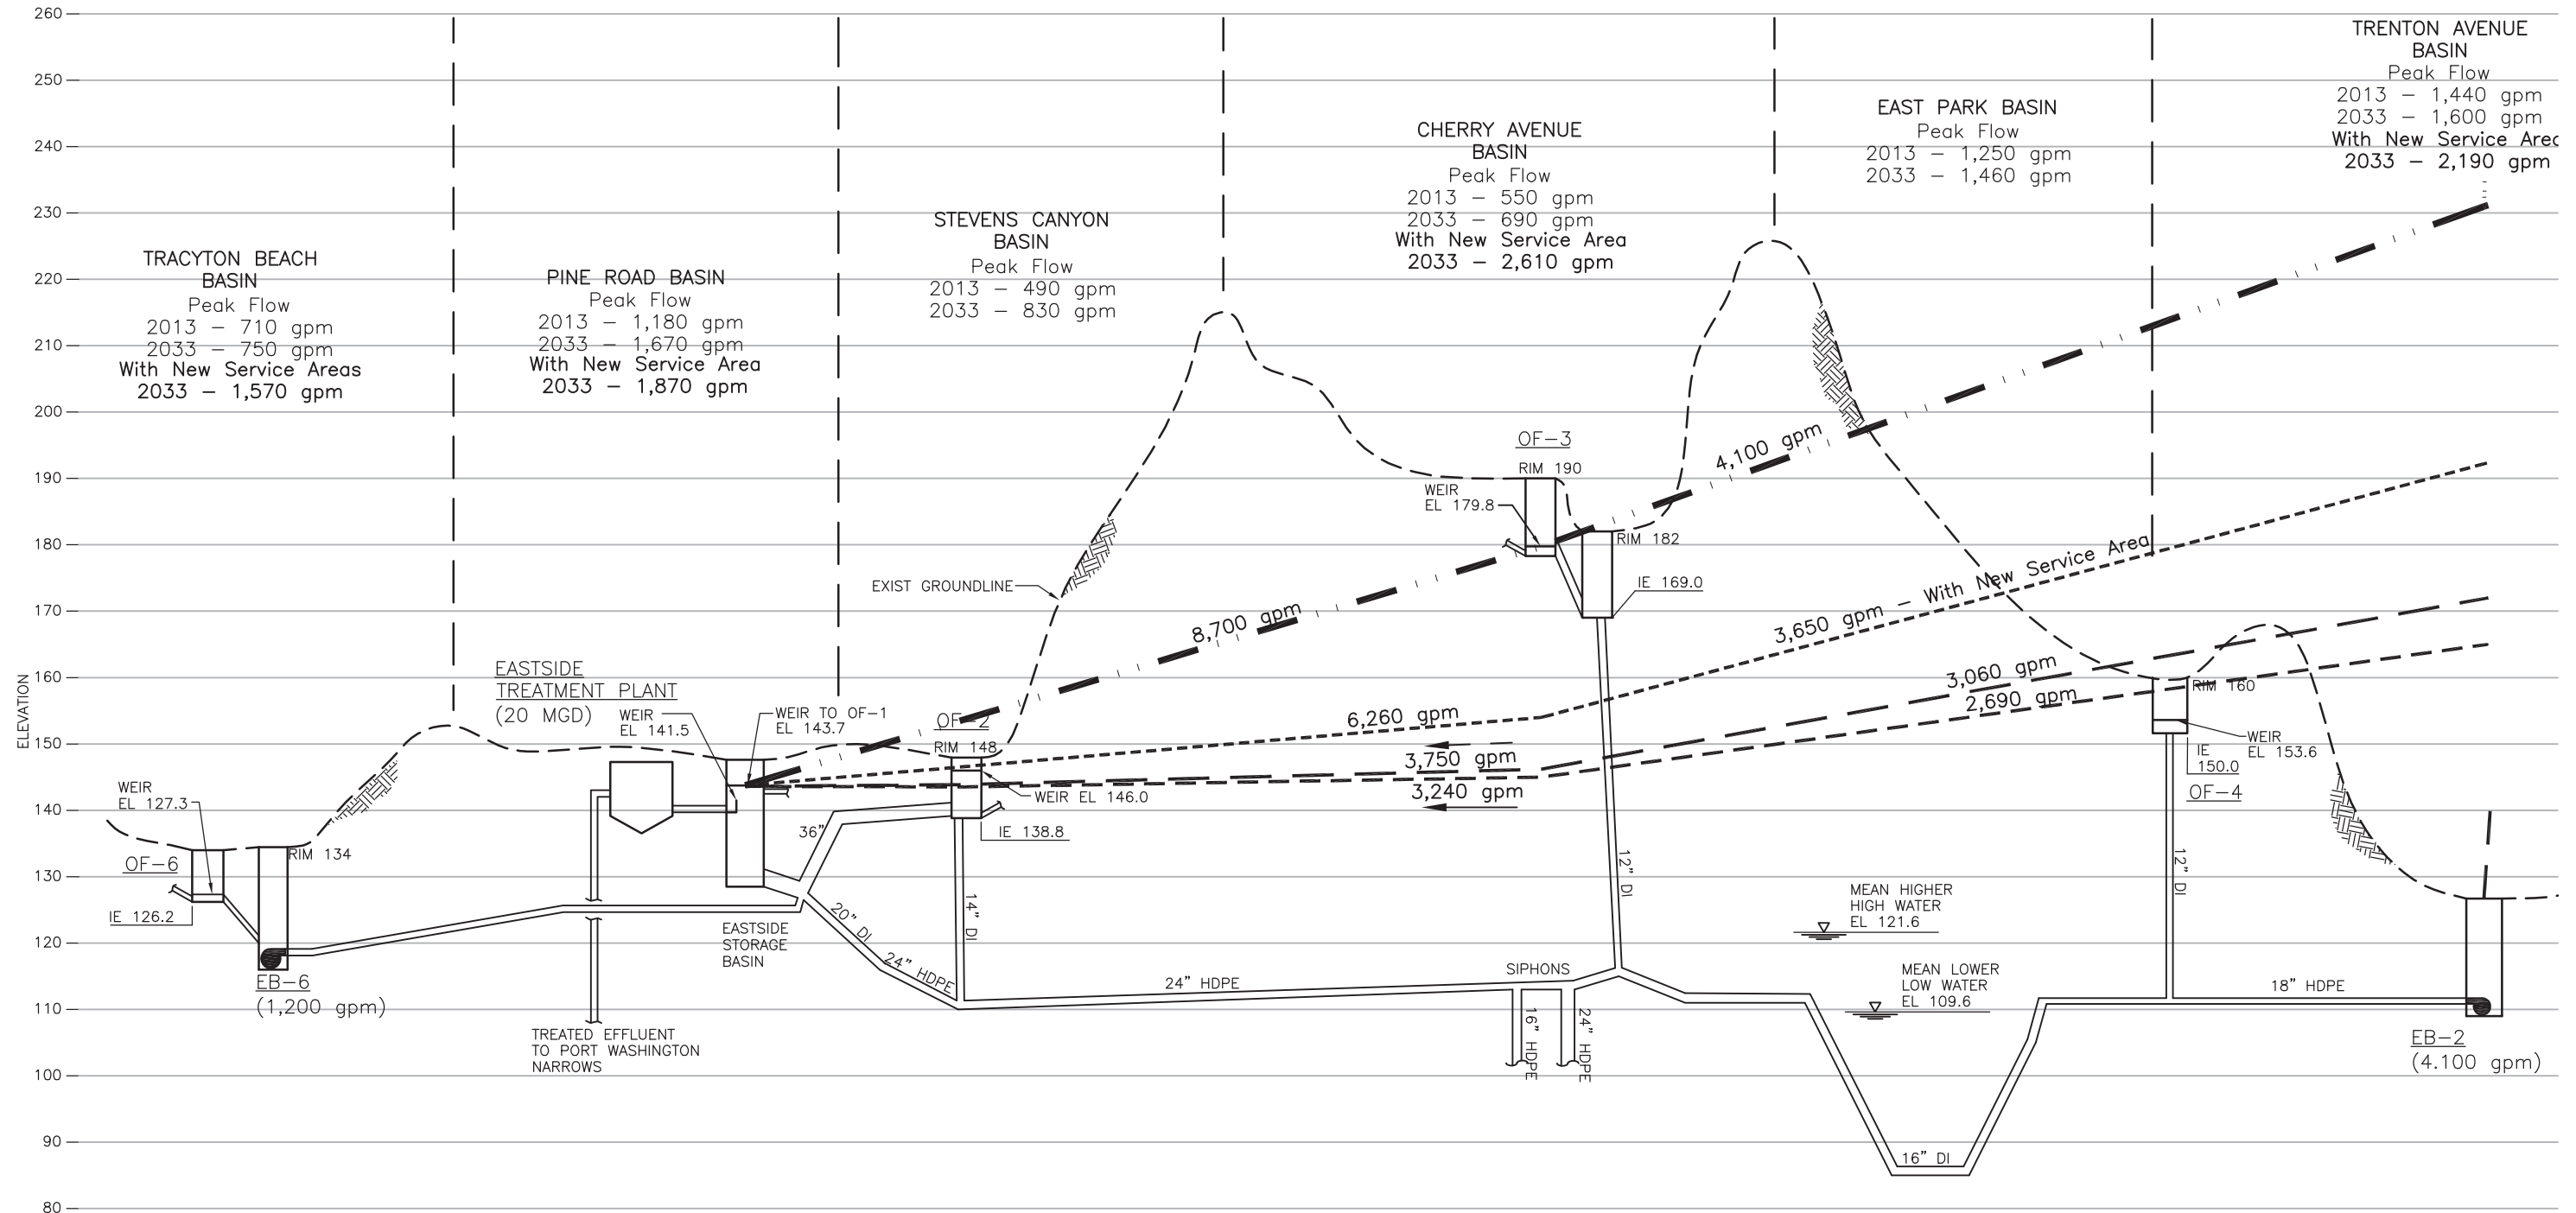 260
250
240
230
220
210
200
190
180
170
160
150
140
130
120
110
100
90
80
ELEVATION
TRACYTON BEACH
BASIN
Peak Flow
2013 – 710 gpm
2033 – 750 gpm
With New Service Areas
2033 – 1,570 gpm
PINE ROAD BASIN
Peak Flow
2013 – 1,180 gpm
2033 – 1,670 gpm
With New Service Area
2033 – 1,870 gpm
STEVENS CANYON
BASIN
Peak Flow
2013 – 490 gpm
2033 – 830 gpm
CHERRY AVENUE
BASIN
Peak Flow
2013 – 550 gpm
2033 – 690 gpm
With New Service Area
2033 – 2,610 gpm
EAST PARK BASIN
Peak Flow
2013 – 1,250 gpm
2033 – 1,460 gpm
TRENTON AVENUE
BASIN
Peak Flow
2013 – 1,440 gpm
2033 – 1,600 gpm
With New Service Area
2033 – 2,190 gpm
WEIR
EL 127.3
OF-6
IE 126.2
RIM 134
EB-6
(1,200 gpm)
EASTSIDE
TREATMENT PLANT
(20 MGD)
WEIR
EL 141.5
WEIR TO OF-1
EL 143.7
TREATED EFFLUENT
TO PORT WASHINGTON
NARROWS
EASTSIDE
STORAGE
BASIN
36"
20" DI
24" HDPE
OF-2
RIM 148
WEIR EL 146.0
IE 138.8
14" DI
EXIST GROUNDLINE
8,700 gpm
24" HDPE
6,260 gpm
3,750 gpm
3,240 gpm
OF-3
RIM 190
WEIR
EL 179.8
RIM 182
IE 169.0
12" DI
SIPHONS
16" HDPE
24" HDPE
4,100 gpm
3,650 gpm – With New Service Area
3,060 gpm
2,690 gpm
MEAN HIGHER
HIGH WATER
EL 121.6
MEAN LOWER
LOW WATER
EL 109.6
16" DI
RIM 160
WEIR
EL 153.6
IE
150.0
OF-4
12" DI
18" HDPE
EB-2
(4.100 gpm)